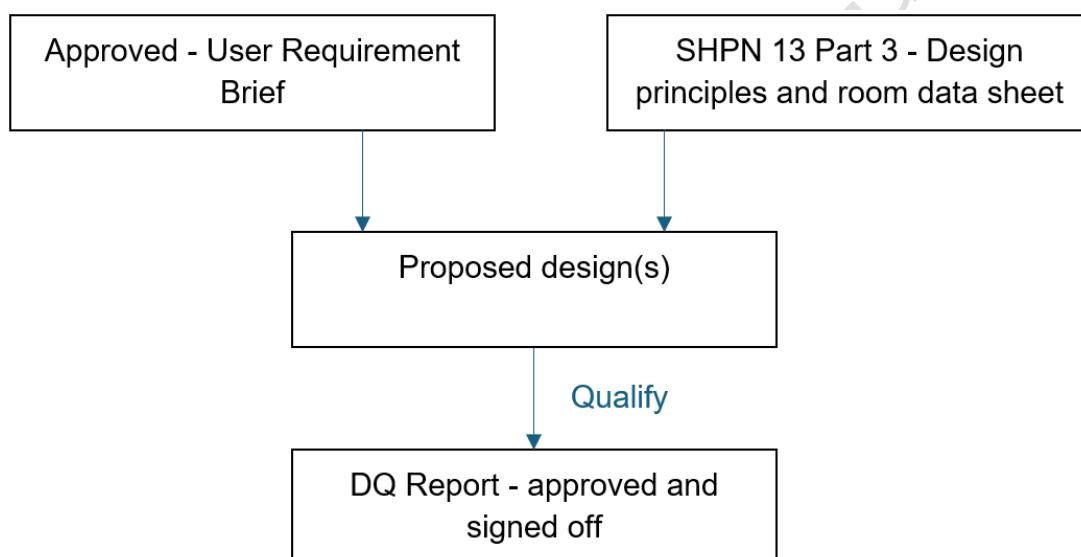 Approved - User Requirement
Brief
SHPN 13 Part 3 - Design
principles and room data sheet
Proposed design(s)
Qualify
DQ Report - approved and
signed off